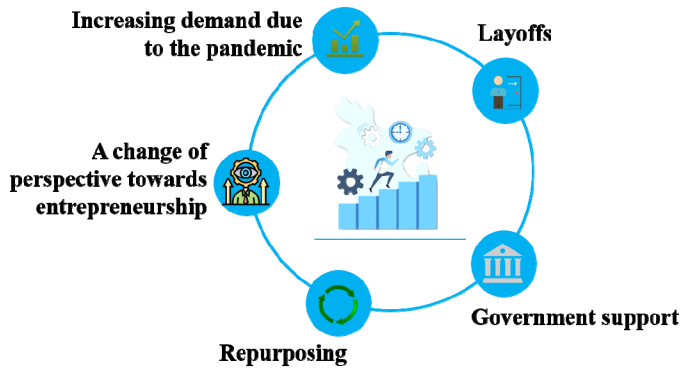 Increasing demand due
to the pandemic
Layoffs
A change of
perspective towards
entrepreneurship
Government support
Repurposing